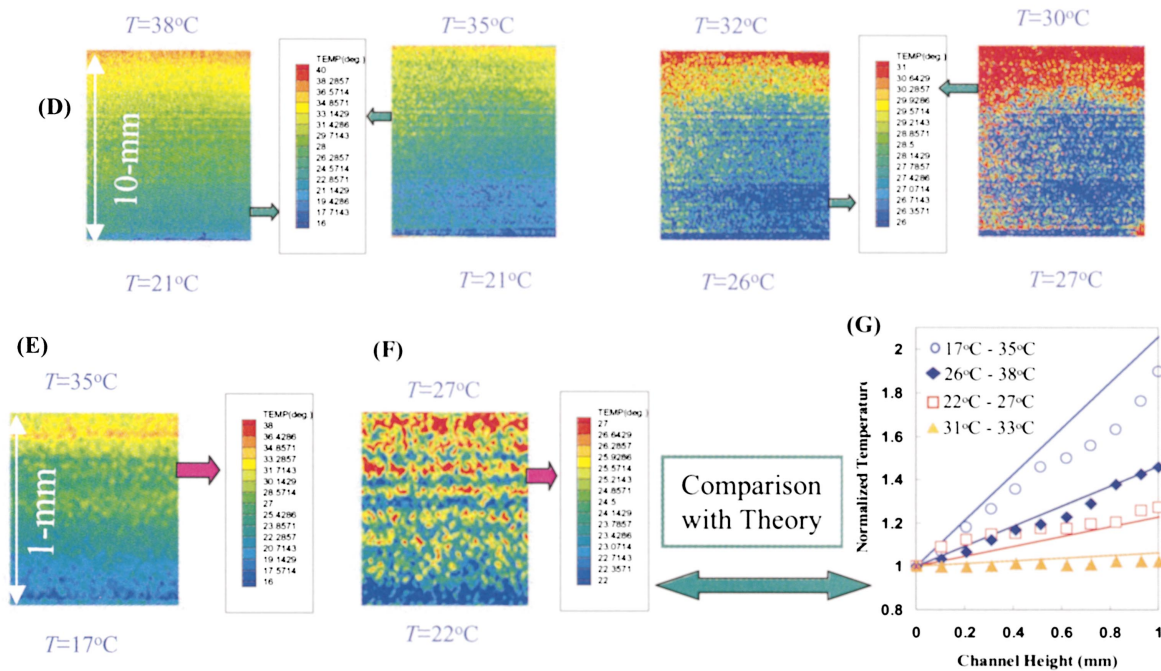 T=38°C
T=35°C
T=32°C
T=30°C
(D)
10-mm
TEMP(deg.)
40
38.2857
36.5714
34.8571
33.1429
31.4286
29.7143
28
26.2857
24.5714
22.8571
21.1429
19.4286
17.7143
16
TEMP(deg.)
31
30.6429
30.2857
29.9286
29.5714
29.2143
28.8571
28.5
28.1429
27.7857
27.4286
27.0714
26.7143
26.3571
26
T=21°C
T=21°C
T=26°C
T=27°C
(E)
T=35°C
1-mm
TEMP(deg.)
38
36.4286
34.8571
33.2857
31.7143
30.1429
28.5714
27
25.4286
23.8571
22.2857
20.7143
19.1429
17.5714
16
T=17°C
(F)
T=27°C
TEMP(deg.)
27
26.6429
26.2857
25.9286
25.5714
25.2143
24.8571
24.5
24.1429
23.7857
23.4286
23.0714
22.7143
22.3571
22
T=22°C
Comparison
with Theory
(G)
17°C - 35°C
26°C - 38°C
22°C - 27°C
31°C - 33°C
Normalized Temperature
2
1.8
1.6
1.4
1.2
1
0.8
0
0.2
0.4
0.6
0.8
1
Channel Height (mm)